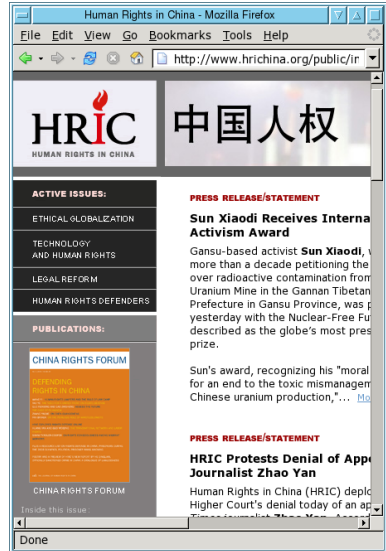 Human Rights in China - Mozilla Firefox
File Edit View Go Bookmarks Tools Help
http://www.hrichina.org/public/in
HRIC
HUMAN RIGHTS IN CHINA
中国人权
ACTIVE ISSUES:
ETHICAL GLOBALIZATION
TECHNOLOGY
AND HUMAN RIGHTS
LEGAL REFORM
HUMAN RIGHTS DEFENDERS
PUBLICATIONS:
CHINA RIGHTS FORUM
DEFENDING
RIGHTS IN CHINA
CHINA RIGHTS FORUM
Inside this issue:
PRESS RELEASE/STATEMENT
Sun Xiaodi Receives Interna
Activism Award
Gansu-based activist Sun Xiaodi,
more than a decade petitioning the
over radioactive contamination from
Uranium Mine in the Gannan Tibetan
Prefecture in Gansu Province, was p
yesterday with the Nuclear-Free Fu
described as the globe's most pres
prize.
Sun's award, recognizing his "moral
for an end to the toxic mismanagem
Chinese uranium production,"... Mo
PRESS RELEASE/STATEMENT
HRIC Protests Denial of Appe
Journalist Zhao Yan
Human Rights in China (HRIC) deplo
Higher Court's denial today of an ap
Done